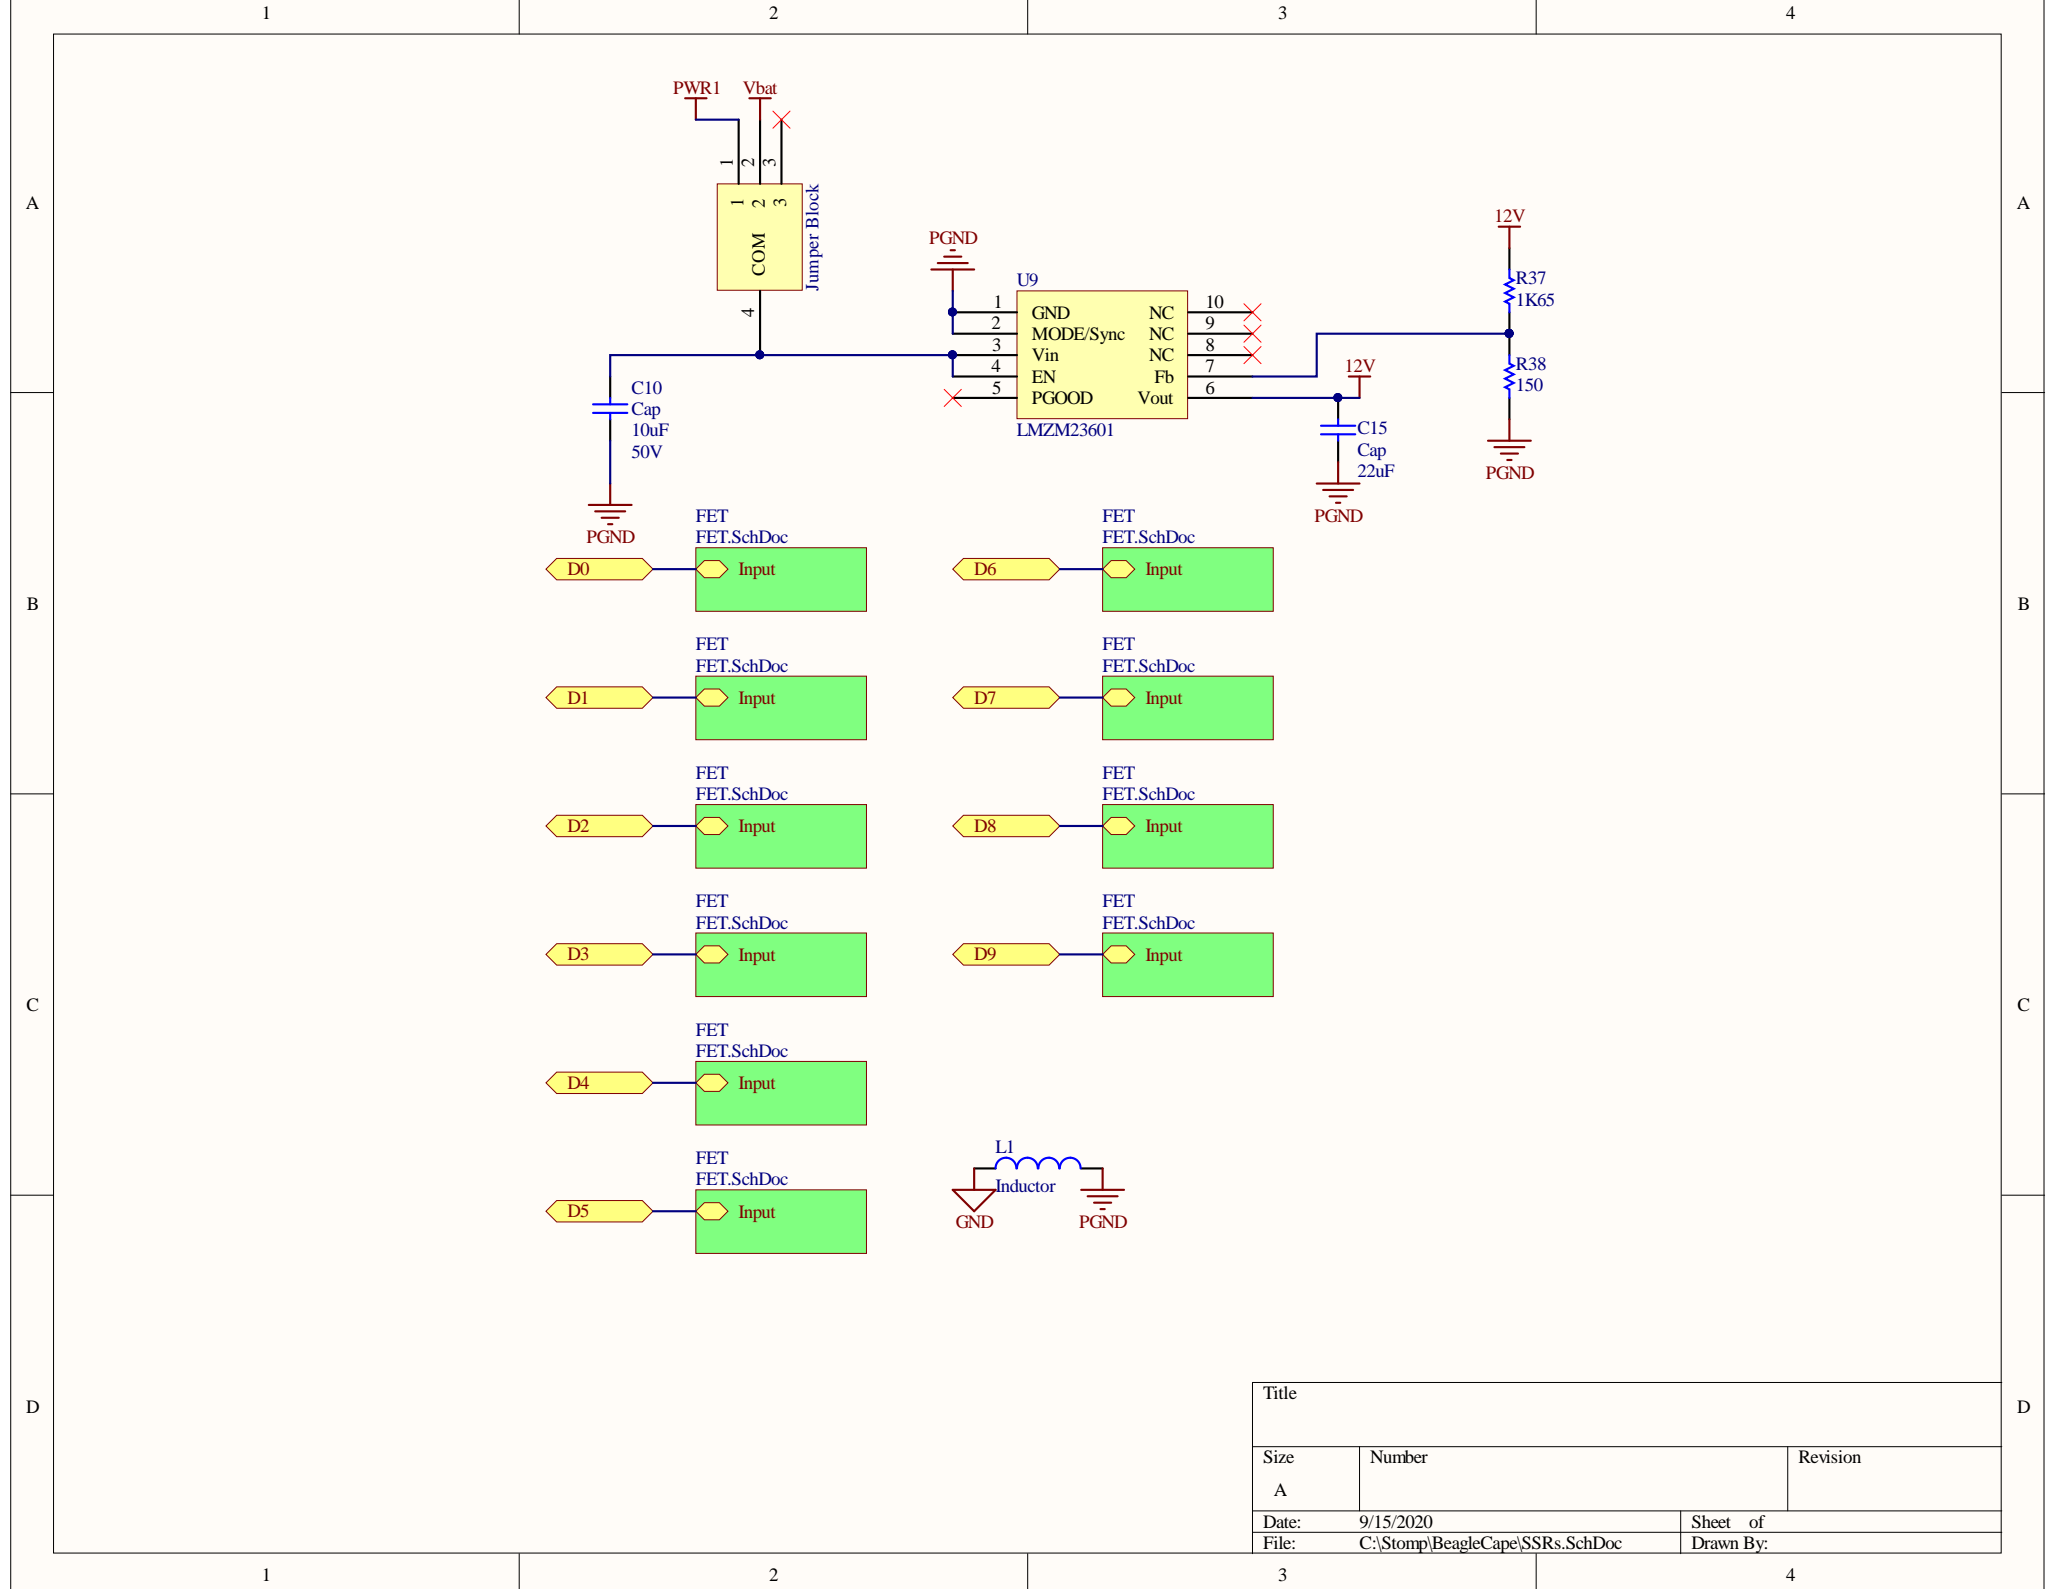 1 2 3 4
PWR1 Vbat
1 2 3
1 2 3
COM
Jumper Block
4
A A
12V
PGND
R37
1K65
U9
1 GND NC 10
2 MODE/Sync NC 9
3 Vin NC 8
4 EN Fb 7
5 PGOOD Vout 6
LMZM23601
12V
R38
150
PGND
C10
Cap
10uF
50V
PGND
C15
Cap
22uF
PGND
FET FET
FET.SchDoc FET.SchDoc
D0 Input D6 Input
B B
FET FET
FET.SchDoc FET.SchDoc
D1 Input D7 Input
FET FET
FET.SchDoc FET.SchDoc
D2 Input D8 Input
FET FET
FET.SchDoc FET.SchDoc
D3 Input D9 Input
C C
FET
FET.SchDoc
D4 Input
FET
FET.SchDoc
D5 Input
L1
Inductor
GND PGND
D D
Title
Size Number Revision
A
Date: 9/15/2020 Sheet of
File: C:\Stomp\BeagleCape\SSRs.SchDoc Drawn By:
1 2 3 4